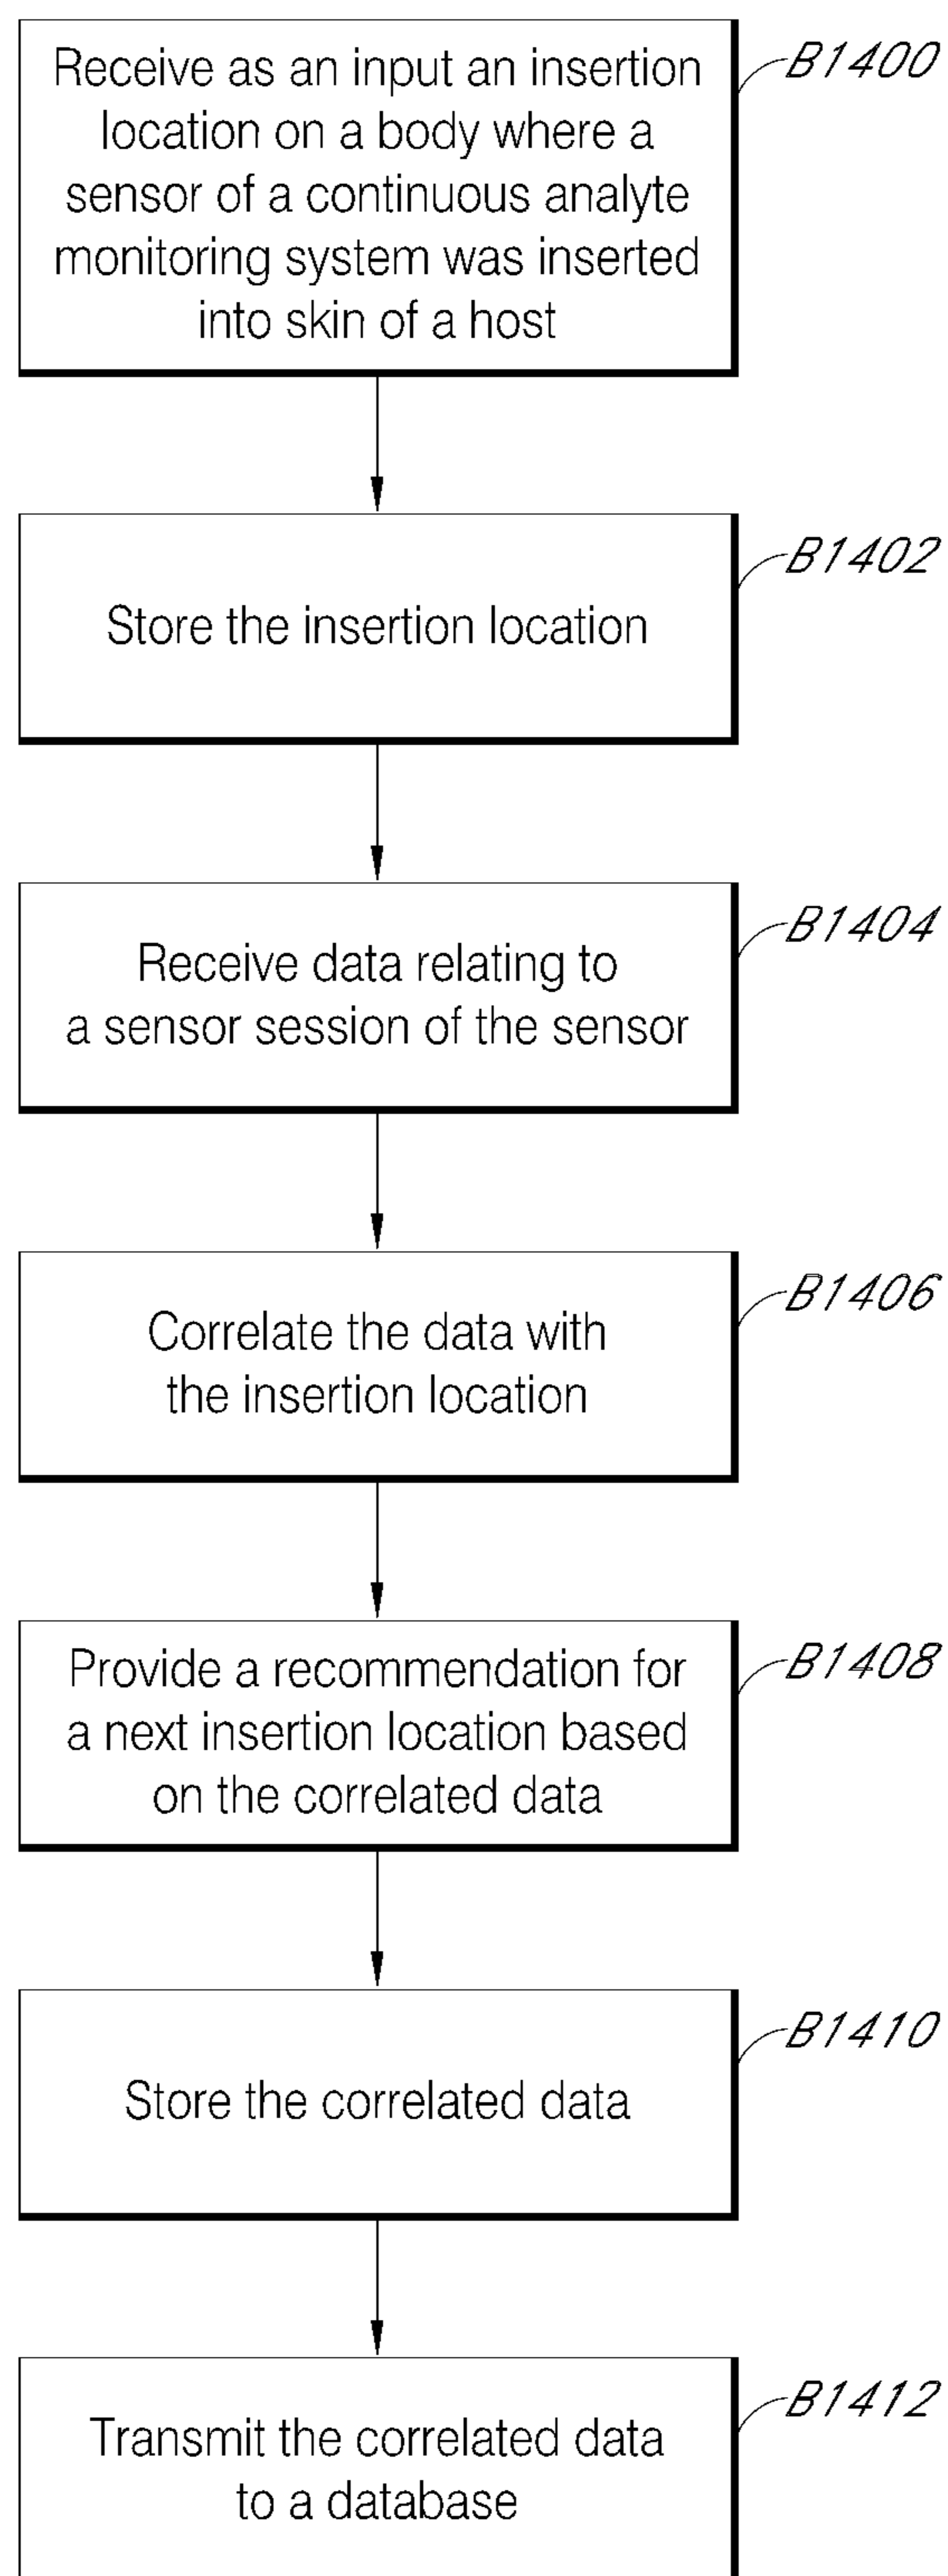 Receive as an input an insertion
location on a body where a
sensor of a continuous analyte
monitoring system was inserted
into skin of a host
B1400
Store the insertion location
B1402
Receive data relating to
a sensor session of the sensor
B1404
Correlate the data with
the insertion location
B1406
Provide a recommendation for
a next insertion location based
on the correlated data
B1408
Store the correlated data
B1410
Transmit the correlated data
to a database
B1412